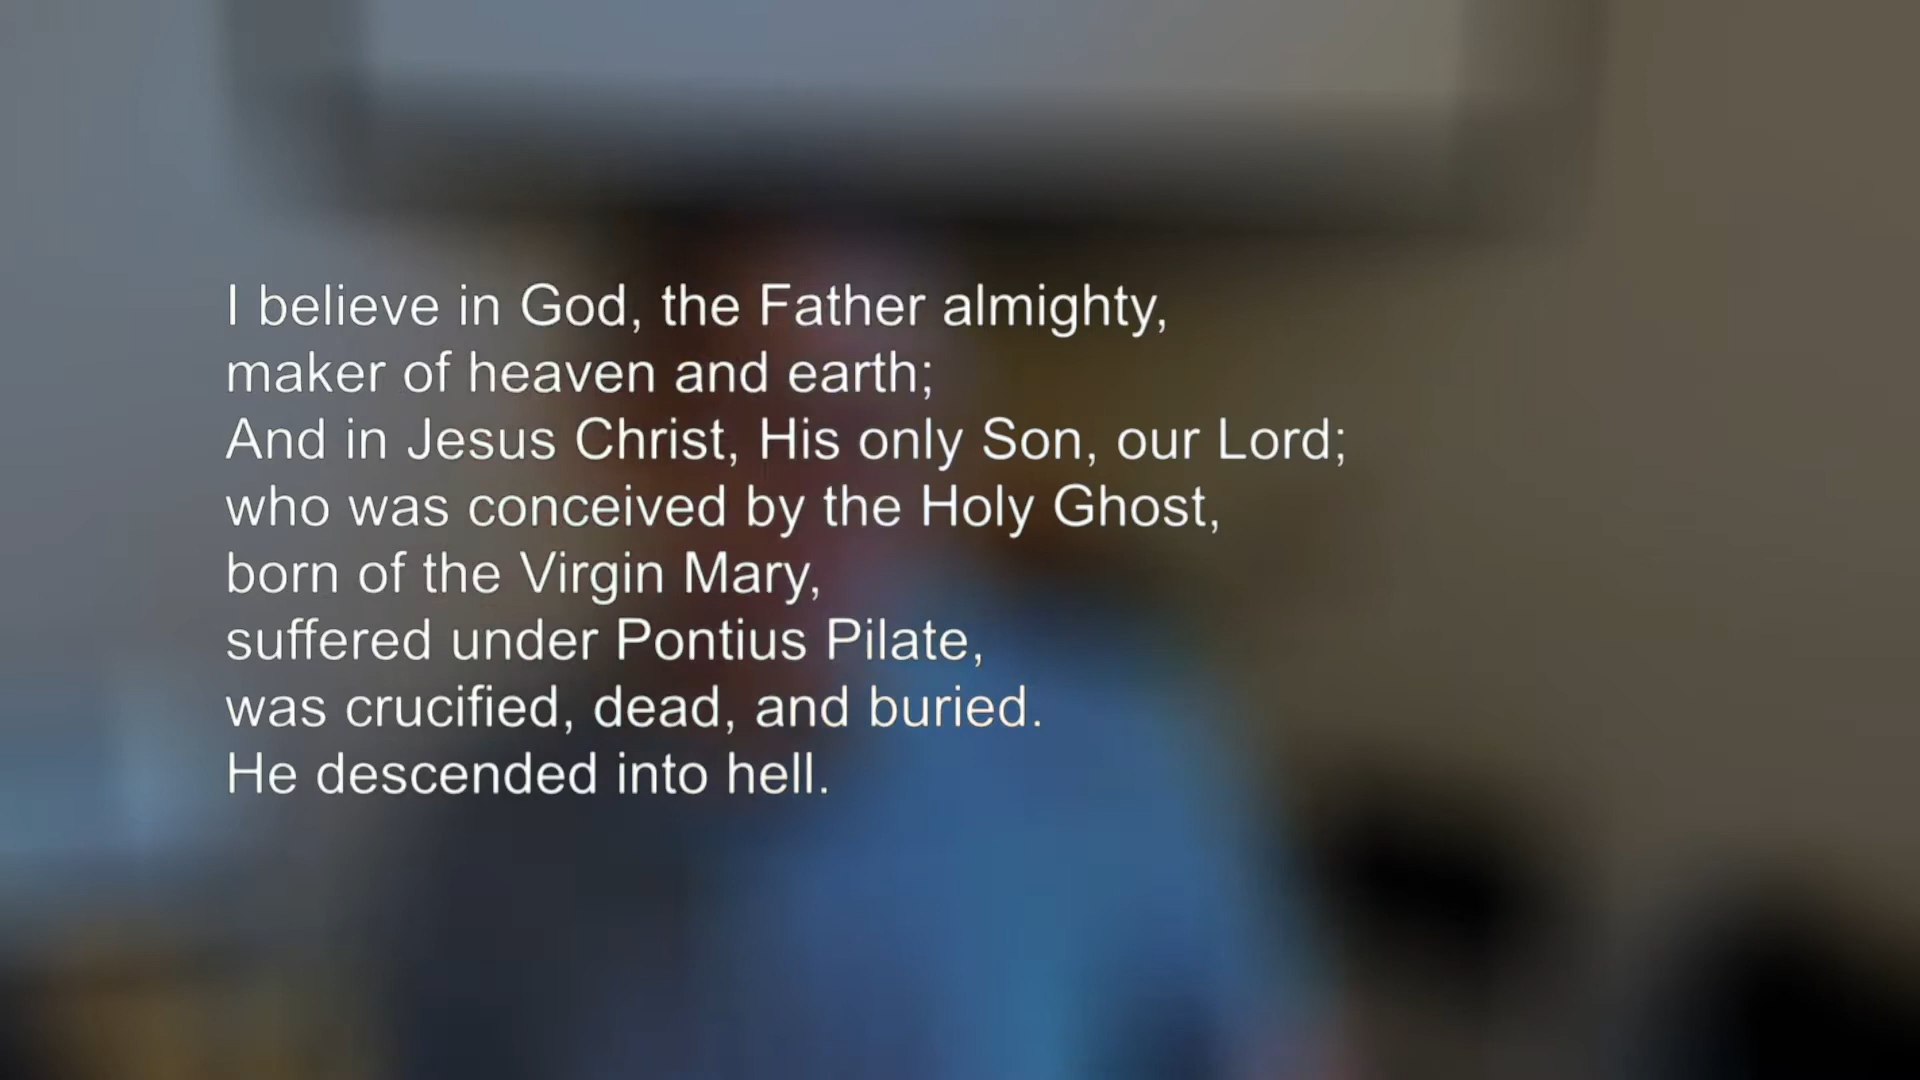 I believe in God, the Father almighty,
maker of heaven and earth;
And in Jesus Christ, His only Son, our Lord;
who was conceived by the Holy Ghost,
born of the Virgin Mary,
suffered under Pontius Pilate,
was crucified, dead, and buried.
He descended into hell.